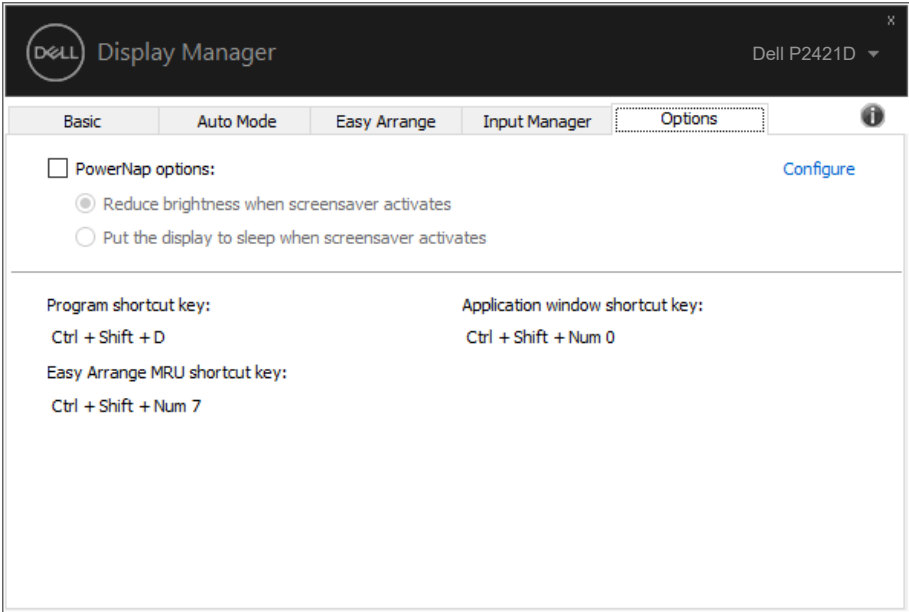 x
DELL Display Manager Dell P2421D
Basic Auto Mode Easy Arrange Input Manager Options
PowerNap options: Configure
Reduce brightness when screensaver activates
Put the display to sleep when screensaver activates
Program shortcut key: Application window shortcut key:
Ctrl + Shift + D Ctrl + Shift + Num 0
Easy Arrange MRU shortcut key:
Ctrl + Shift + Num 7